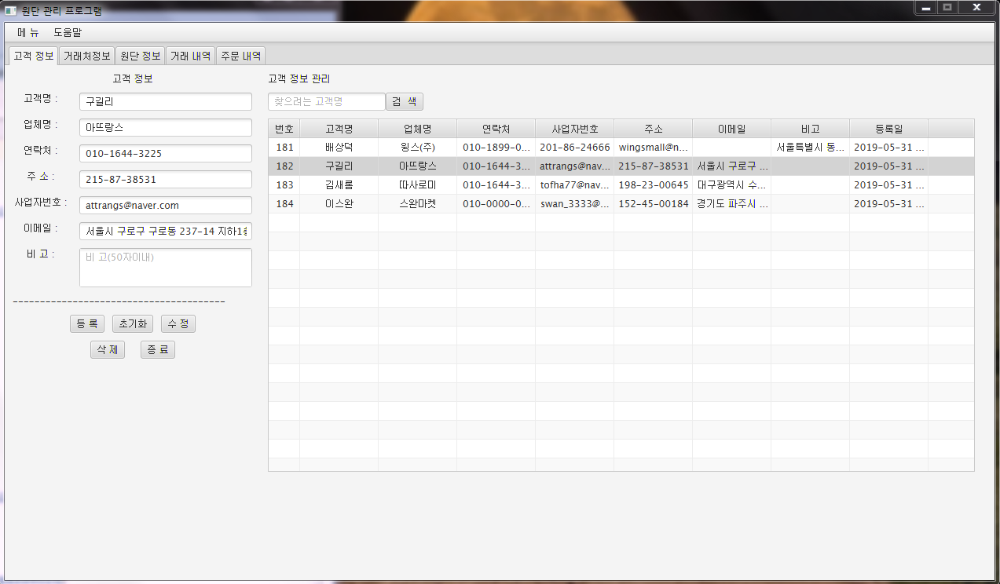 원단 관리 프로그램
메 뉴 도움말
고객 정보 거래처정보 원단 정보 거래 내역 주문 내역
고객 정보
고객명 : 구길리
업체명 : 아뜨랑스
연락처 : 010-1644-3225
주 소 : 215-87-38531
사업자번호 : attrangs@naver.com
이메일 : 서울시 구로구 구로동 237-14 지하1층
비 고 : 비 고(50자이내)
---------------------------------------
등 록 초기화 수 정
삭 제 종 료
고객 정보 관리
찾으려는 고객명 검 색
번호 고객명 업체명 연락처 사업자번호 주소 이메일 비고 등록일
181 배상덕 윙스(주) 010-1899-0... 201-86-24666 wingsmall@n... 서울특별시 동... 2019-05-31 ...
182 구길리 아뜨랑스 010-1644-3... attrangs@nav... 215-87-38531 서울시 구로구 ... 2019-05-31 ...
183 김새롬 따사로미 010-1644-3... tofha77@nav... 198-23-00645 대구광역시 수... 2019-05-31 ...
184 이스완 스완마켓 010-0000-0... swan_3333@... 152-45-00184 경기도 파주시 ... 2019-05-31 ...